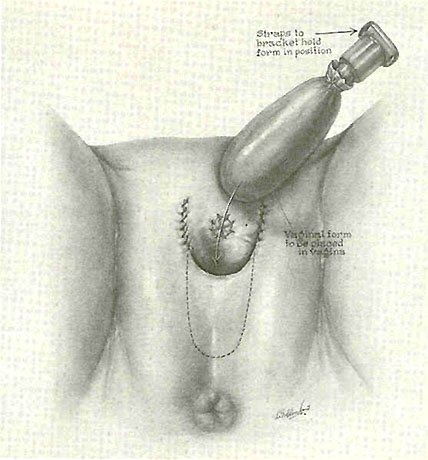 Straps to
bracket hold
form in position
Vaginal form
to be placed
in vagina